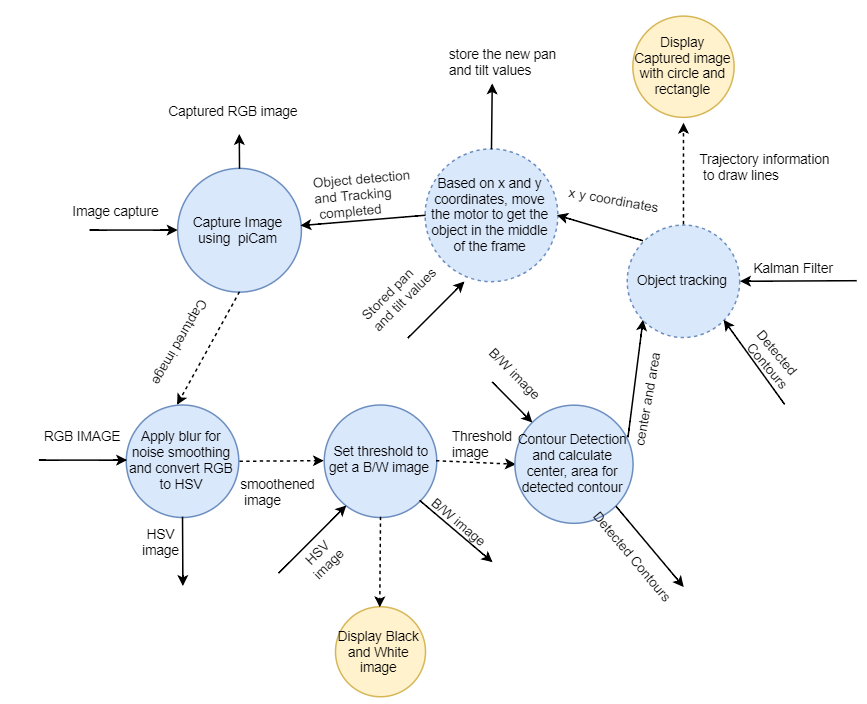 Display
Captured image
with circle and
rectangle
store the new pan
and tilt values
Captured RGB image
Trajectory information
to draw lines
Object detection
and Tracking
completed
Based on x and y
coordinates, move
the motor to get the
object in the middle
of the frame
x y coordinates
Image capture
Capture Image
using piCam
Object tracking
Kalman Filter
Stored pan
and tilt values
Captured image
Detected
Contours
B/W image
center and area
RGB IMAGE
Apply blur for
noise smoothing
and convert RGB
to HSV
smoothened
image
Set threshold to
get a B/W image
Threshold
image
Contour Detection
and calculate
center, area for
detected contour
HSV
image
HSV
image
B/W image
Detected Contours
Display Black
and White
image